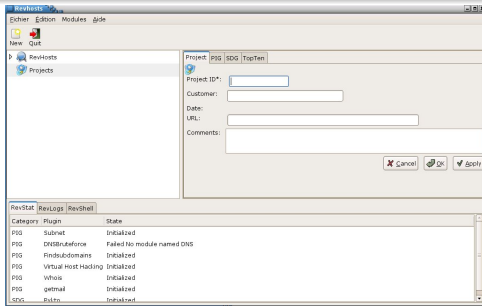 Revhosts
Fichier Édition Modules Aide
New Quit
RevHosts
Projects
Project PIG SDG TopTen
Project ID*:
Customer:
Date:
URL:
Comments:
Cancel OK Apply
RevStat RevLogs RevShell
Category Plugin State
PIG Subnet Initialized
PIG DNSBruteforce Failed No module named DNS
PIG Findsubdomains Initialized
PIG Virtual Host Hacking Initialized
PIG Whois Initialized
PIG getmail Initialized
SDG Initialized